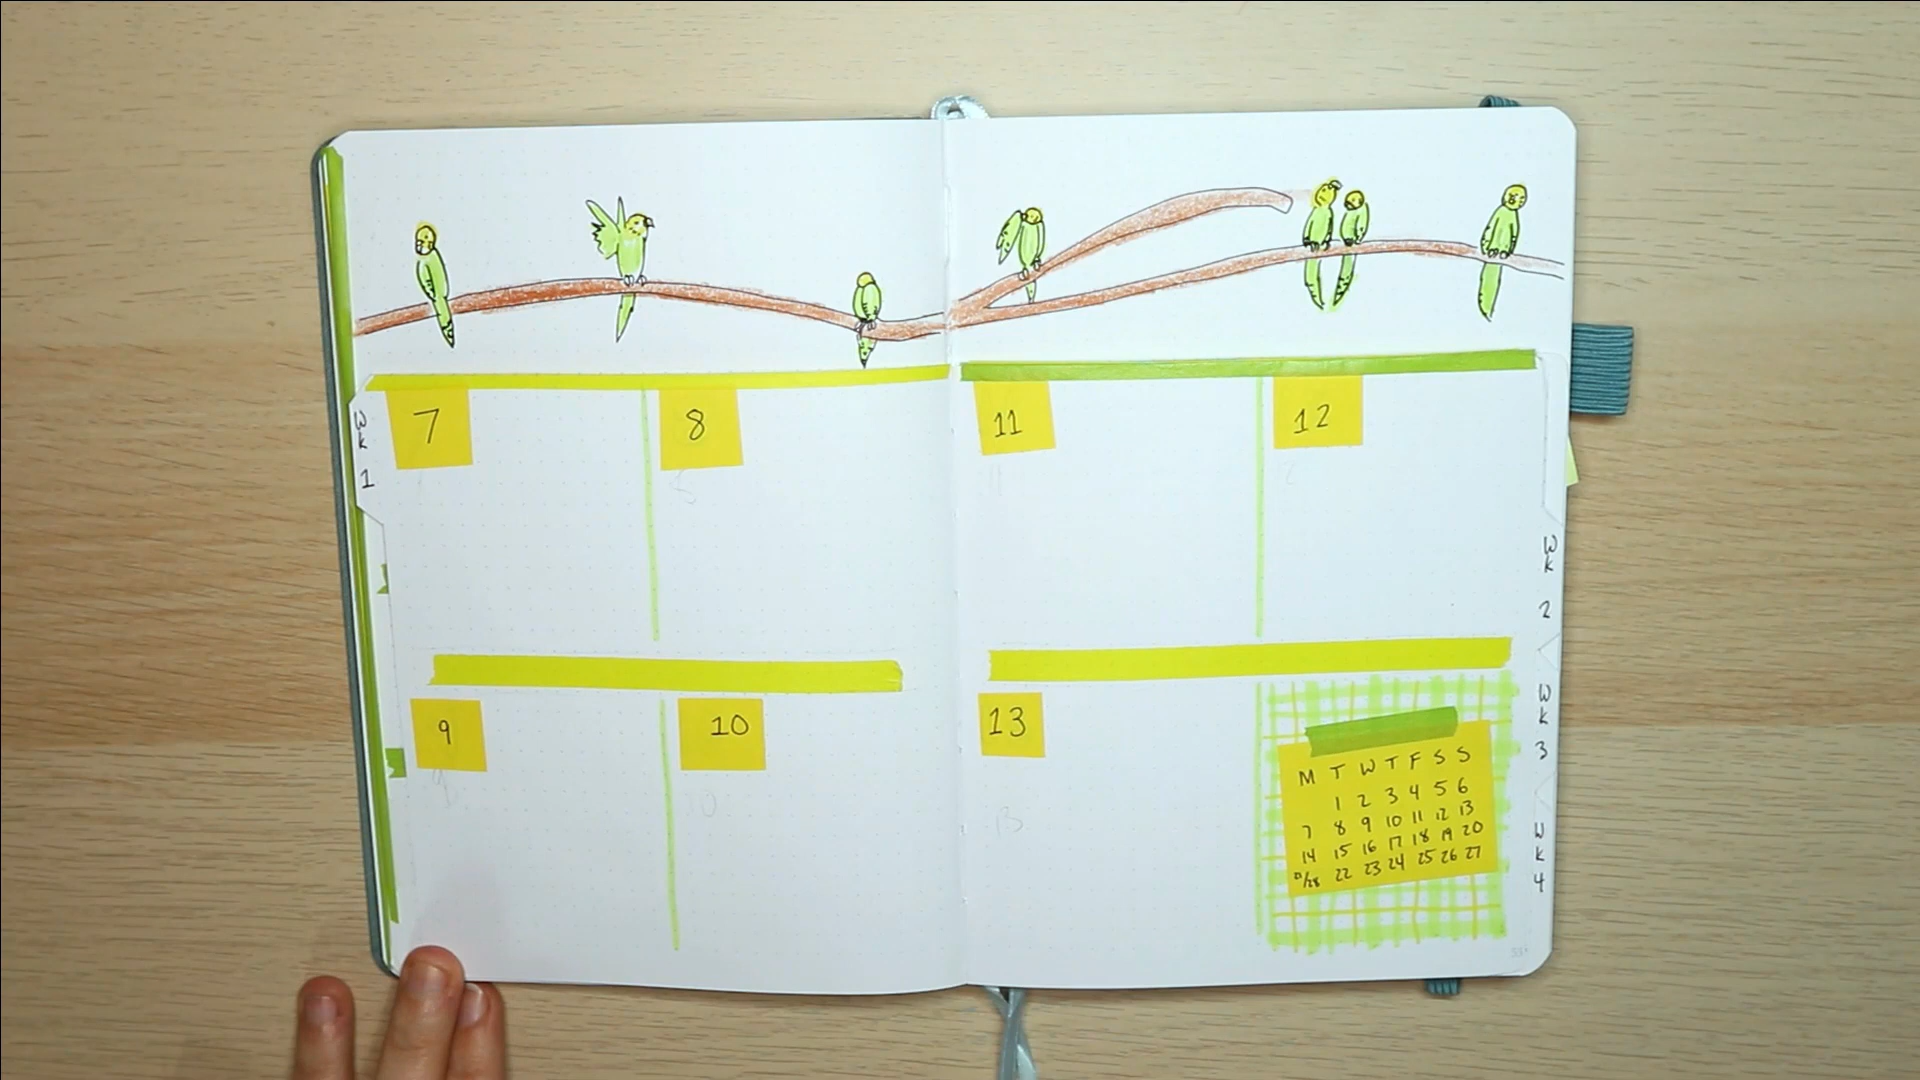 Wk 1
7
8
9
10
11
12
13
M T W T F S S
1 2 3 4 5 6
7 8 9 10 11 12 13
14 15 16 17 18 19 20
21/28 22 23 24 25 26 27
Wk 2
Wk 3
Wk 4